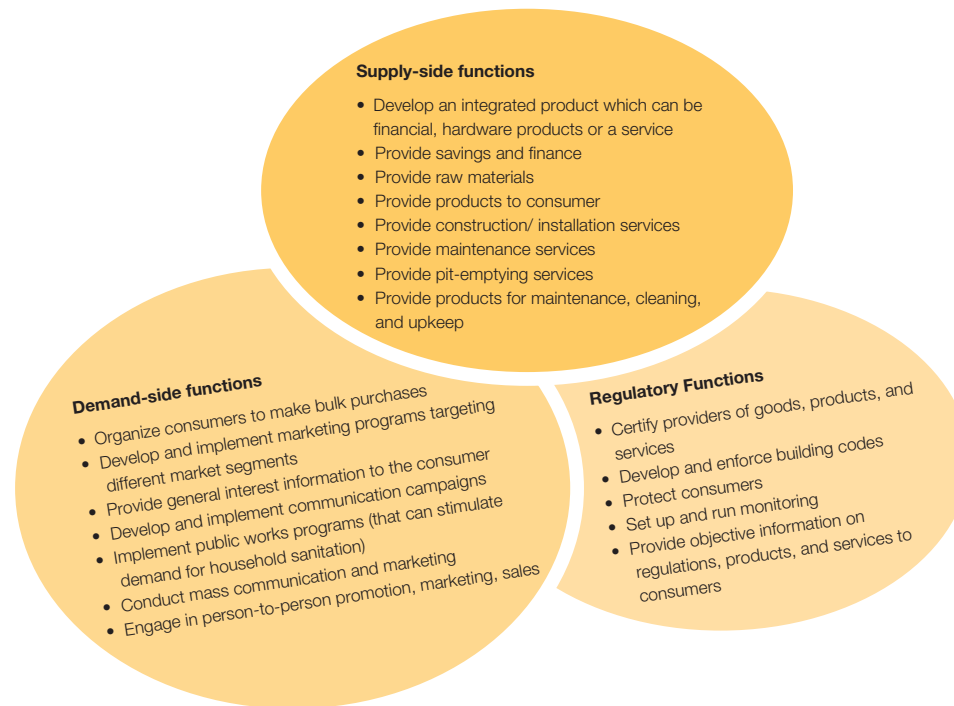 Supply-side functions
• Develop an integrated product which can be
financial, hardware products or a service
• Provide savings and finance
• Provide raw materials
• Provide products to consumer
• Provide construction/ installation services
• Provide maintenance services
• Provide pit-emptying services
• Provide products for maintenance, cleaning,
and upkeep
Demand-side functions
• Organize consumers to make bulk purchases
• Develop and implement marketing programs targeting
different market segments
• Provide general interest information to the consumer
• Develop and implement communication campaigns
• Implement public works programs (that can stimulate
demand for household sanitation)
• Conduct mass communication and marketing
• Engage in person-to-person promotion, marketing, sales
Regulatory Functions
• Certify providers of goods, products, and
services
• Develop and enforce building codes
• Protect consumers
• Set up and run monitoring
• Provide objective information on
regulations, products, and services to
consumers